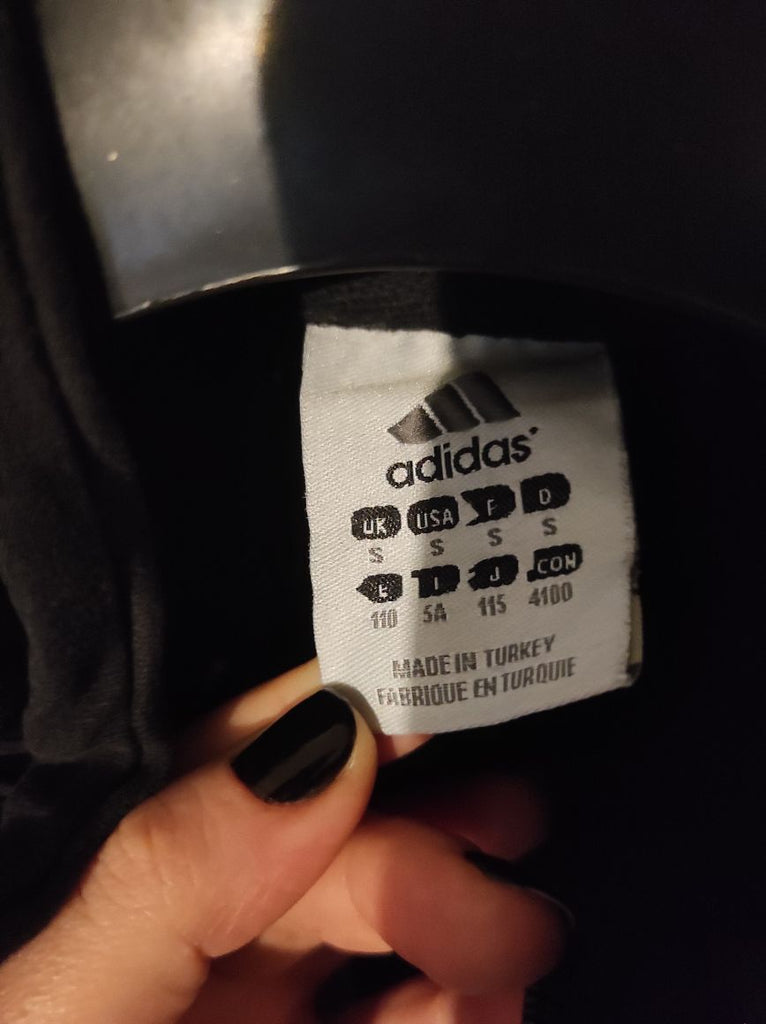 adidas
UK USA F D
S S S S
E I J .COM
110 5A 115 4100
MADE IN TURKEY
FABRIQUE EN TURQUIE